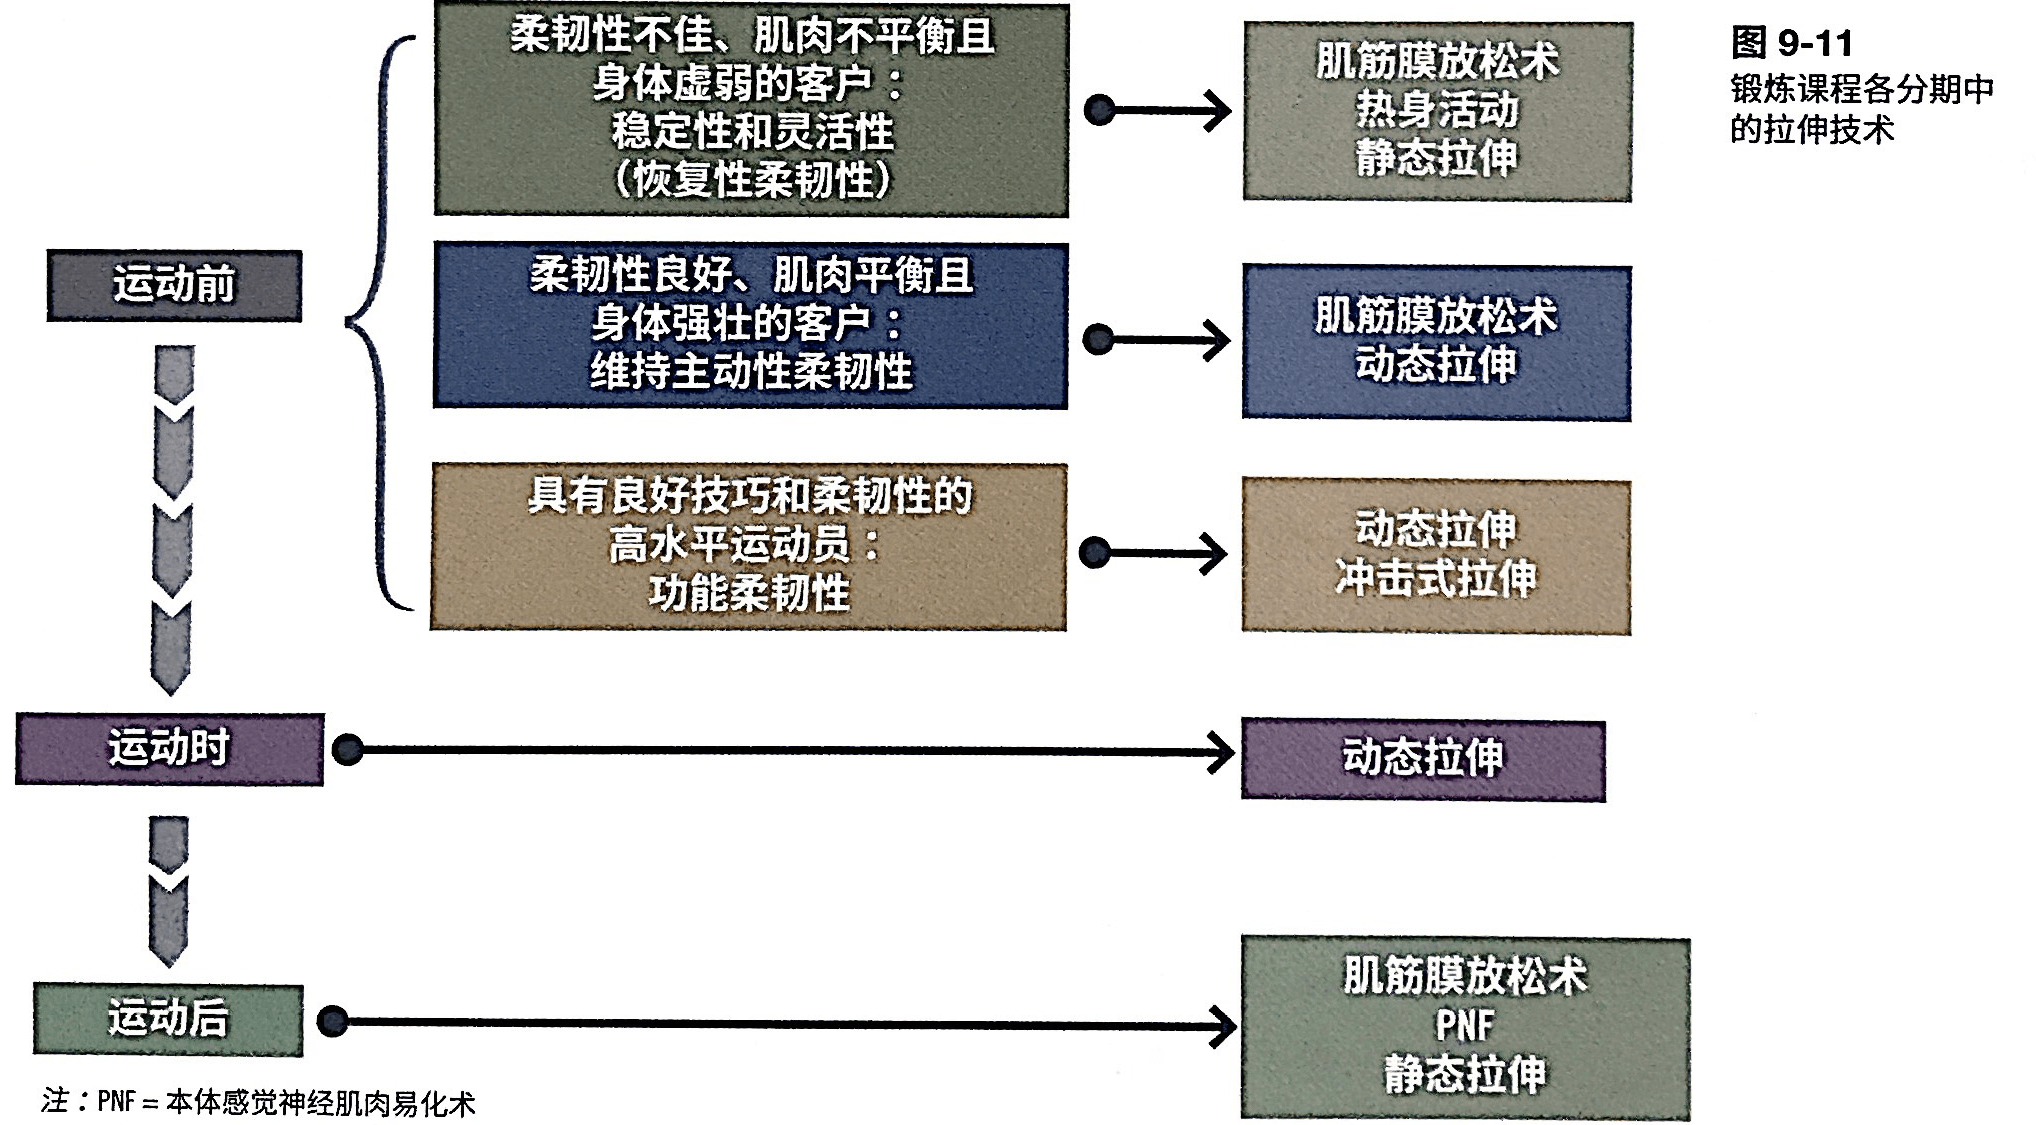 柔韧性不佳、肌肉不平衡且
身体虚弱的客户：
稳定性和灵活性
（恢复性柔韧性）
肌筋膜放松术
热身活动
静态拉伸
图 9-11
锻炼课程各分期中
的拉伸技术
运动前
柔韧性良好、肌肉平衡且
身体强壮的客户：
维持主动性柔韧性
肌筋膜放松术
动态拉伸
具有良好技巧和柔韧性的
高水平运动员：
功能柔韧性
动态拉伸
冲击式拉伸
运动时
动态拉伸
运动后
肌筋膜放松术
PNF
静态拉伸
注：PNF = 本体感觉神经肌肉易化术